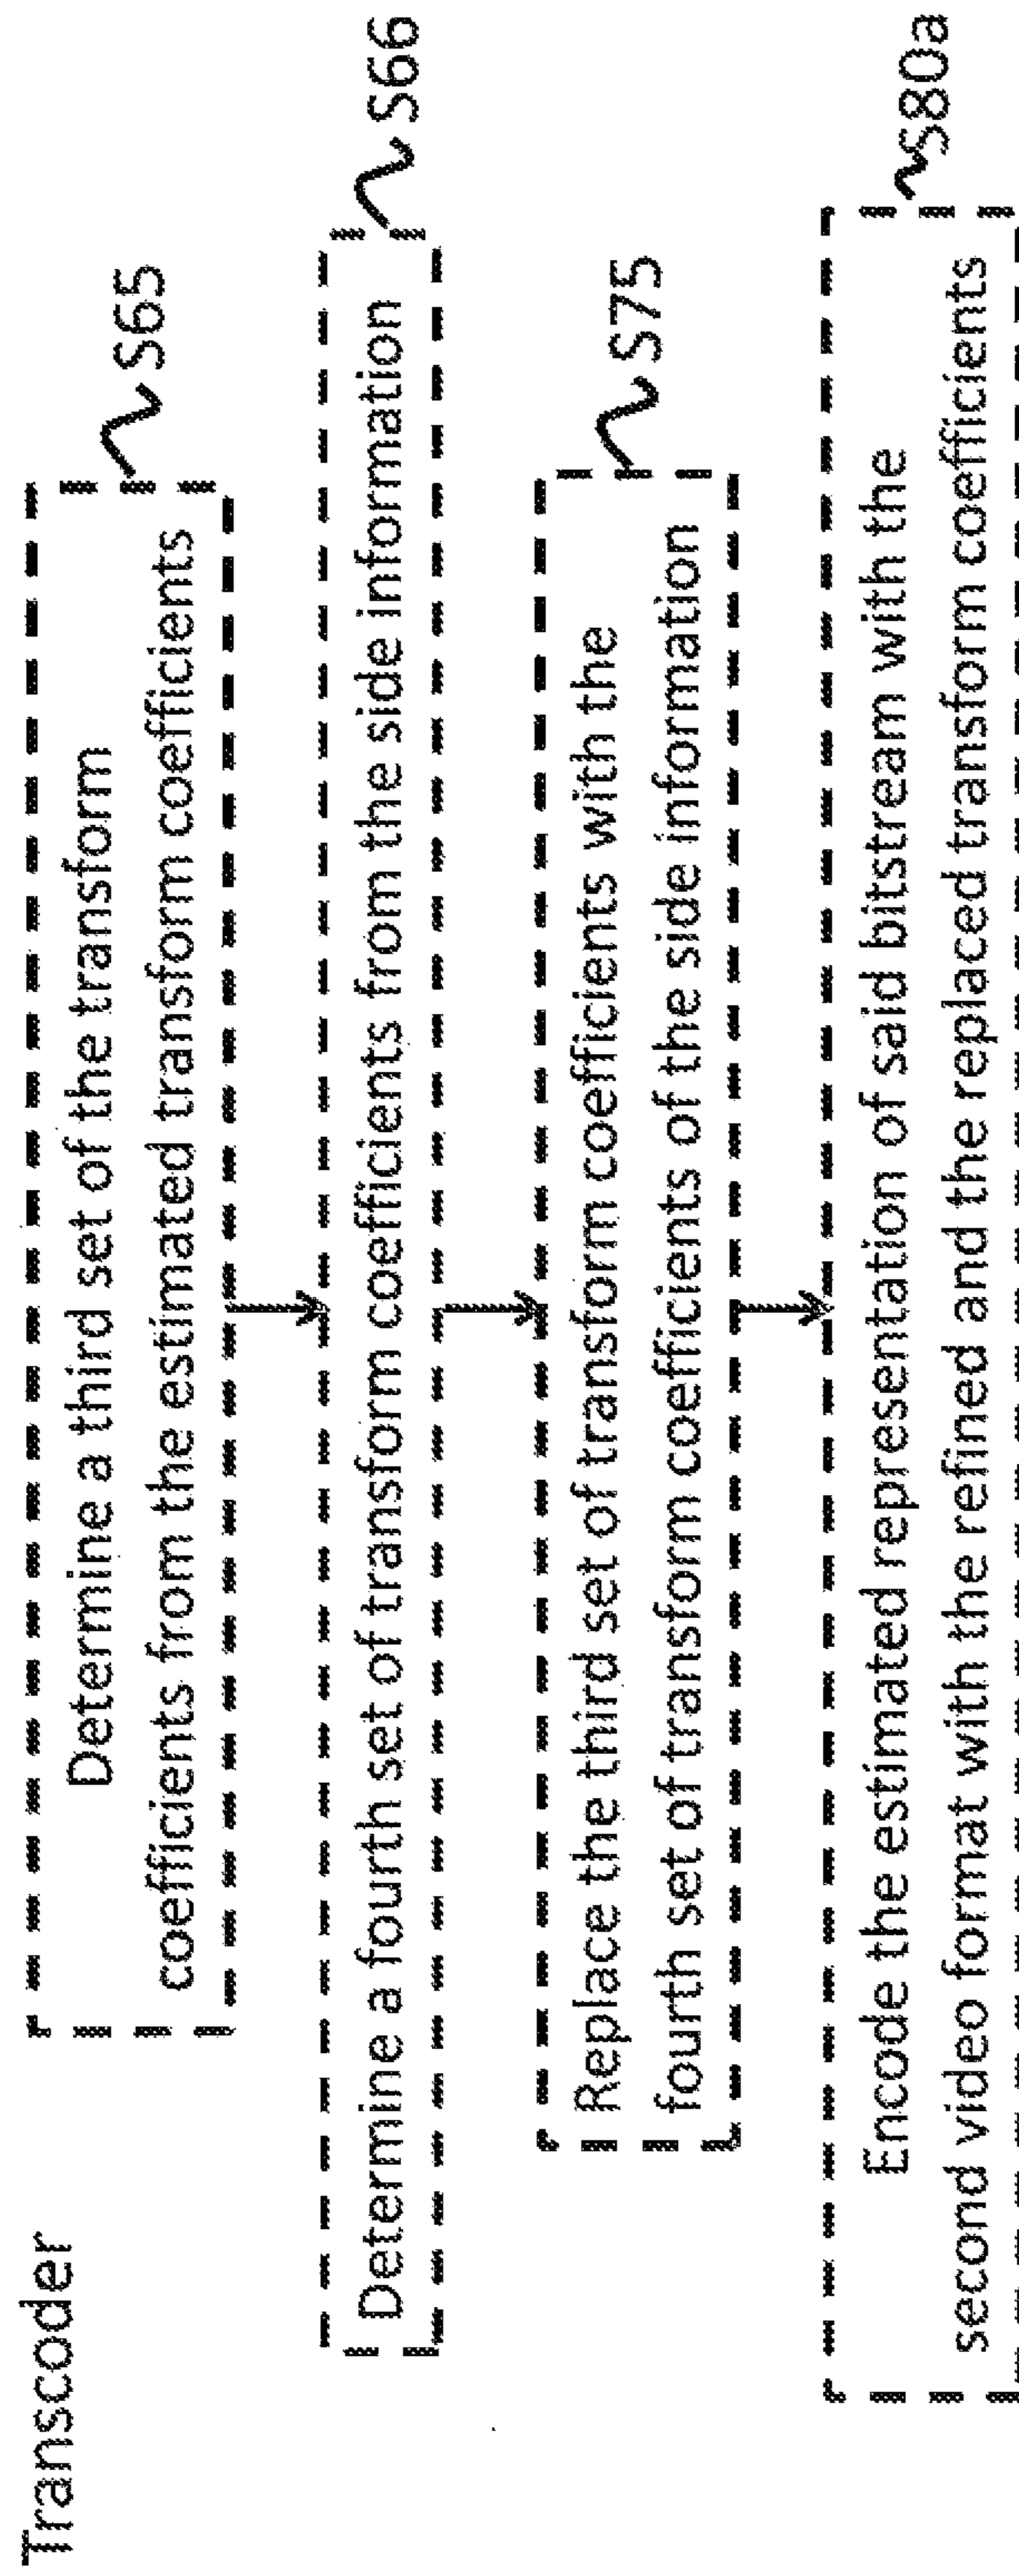 Transcoder
Determine a third set of the transform
coefficients from the estimated transform coefficients
S65
Determine a fourth set of transform coefficients from the side information
S66
Replace the third set of transform coefficients with the
fourth set of transform coefficients of the side information
S75
Encode the estimated representation of said bitstream with the
second video format with the refined and the replaced transform coefficients
S80a